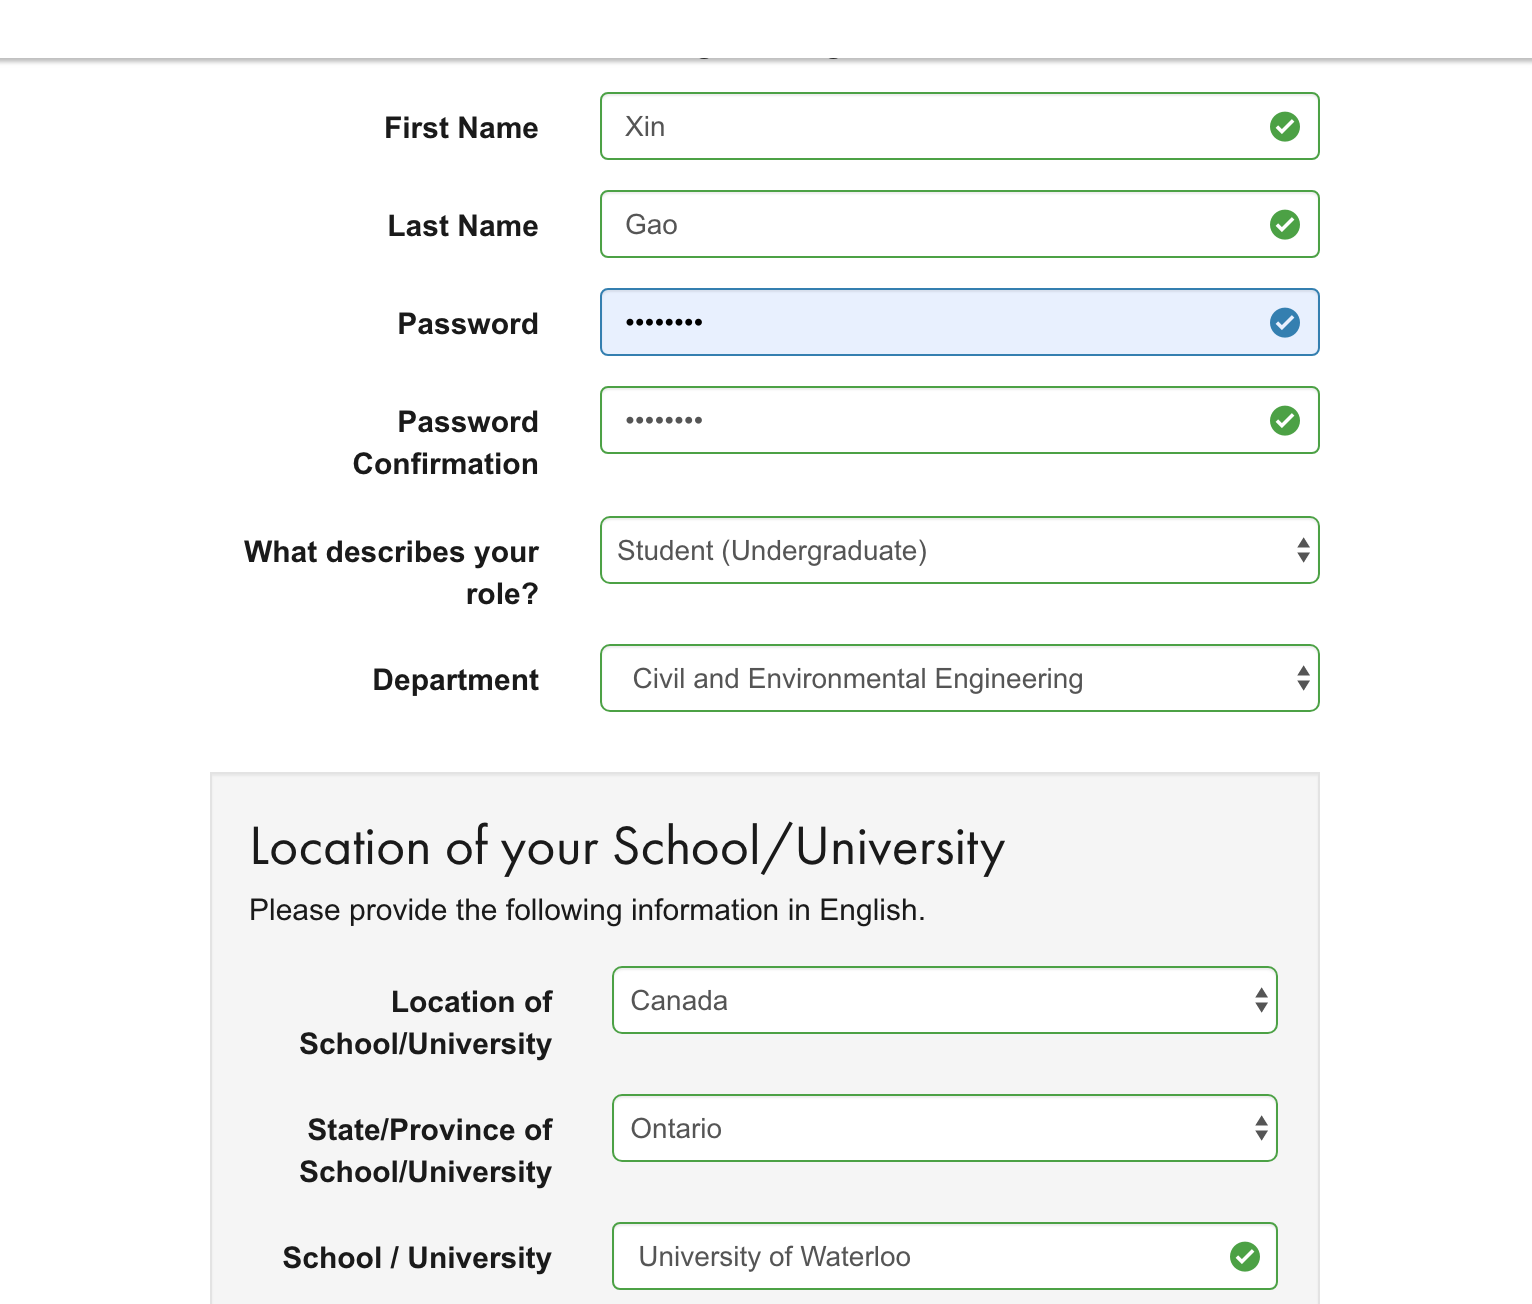 First Name
Xin
Last Name
Gao
Password
••••••••
Password
Confirmation
••••••••
What describes your
role?
Student (Undergraduate)
Department
Civil and Environmental Engineering
Location of your School/University
Please provide the following information in English.
Location of
School/University
Canada
State/Province of
School/University
Ontario
School / University
University of Waterloo